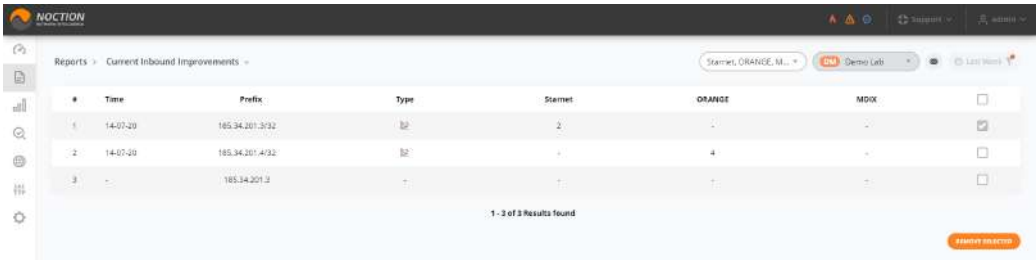 NOCTION
Support
admin
Reports > Current Inbound Improvements
Starnet, ORANGE, M...
DM Demo Lab
Last Week
# Time Prefix Type Starnet ORANGE MDIX
1 14-07-20 185.34.201.3/32 2 - -
2 14-07-20 185.34.201.4/32 - 4 -
3 - 185.34.201.3 - - - -
1 - 3 of 3 Results found
REMOVE SELECTED